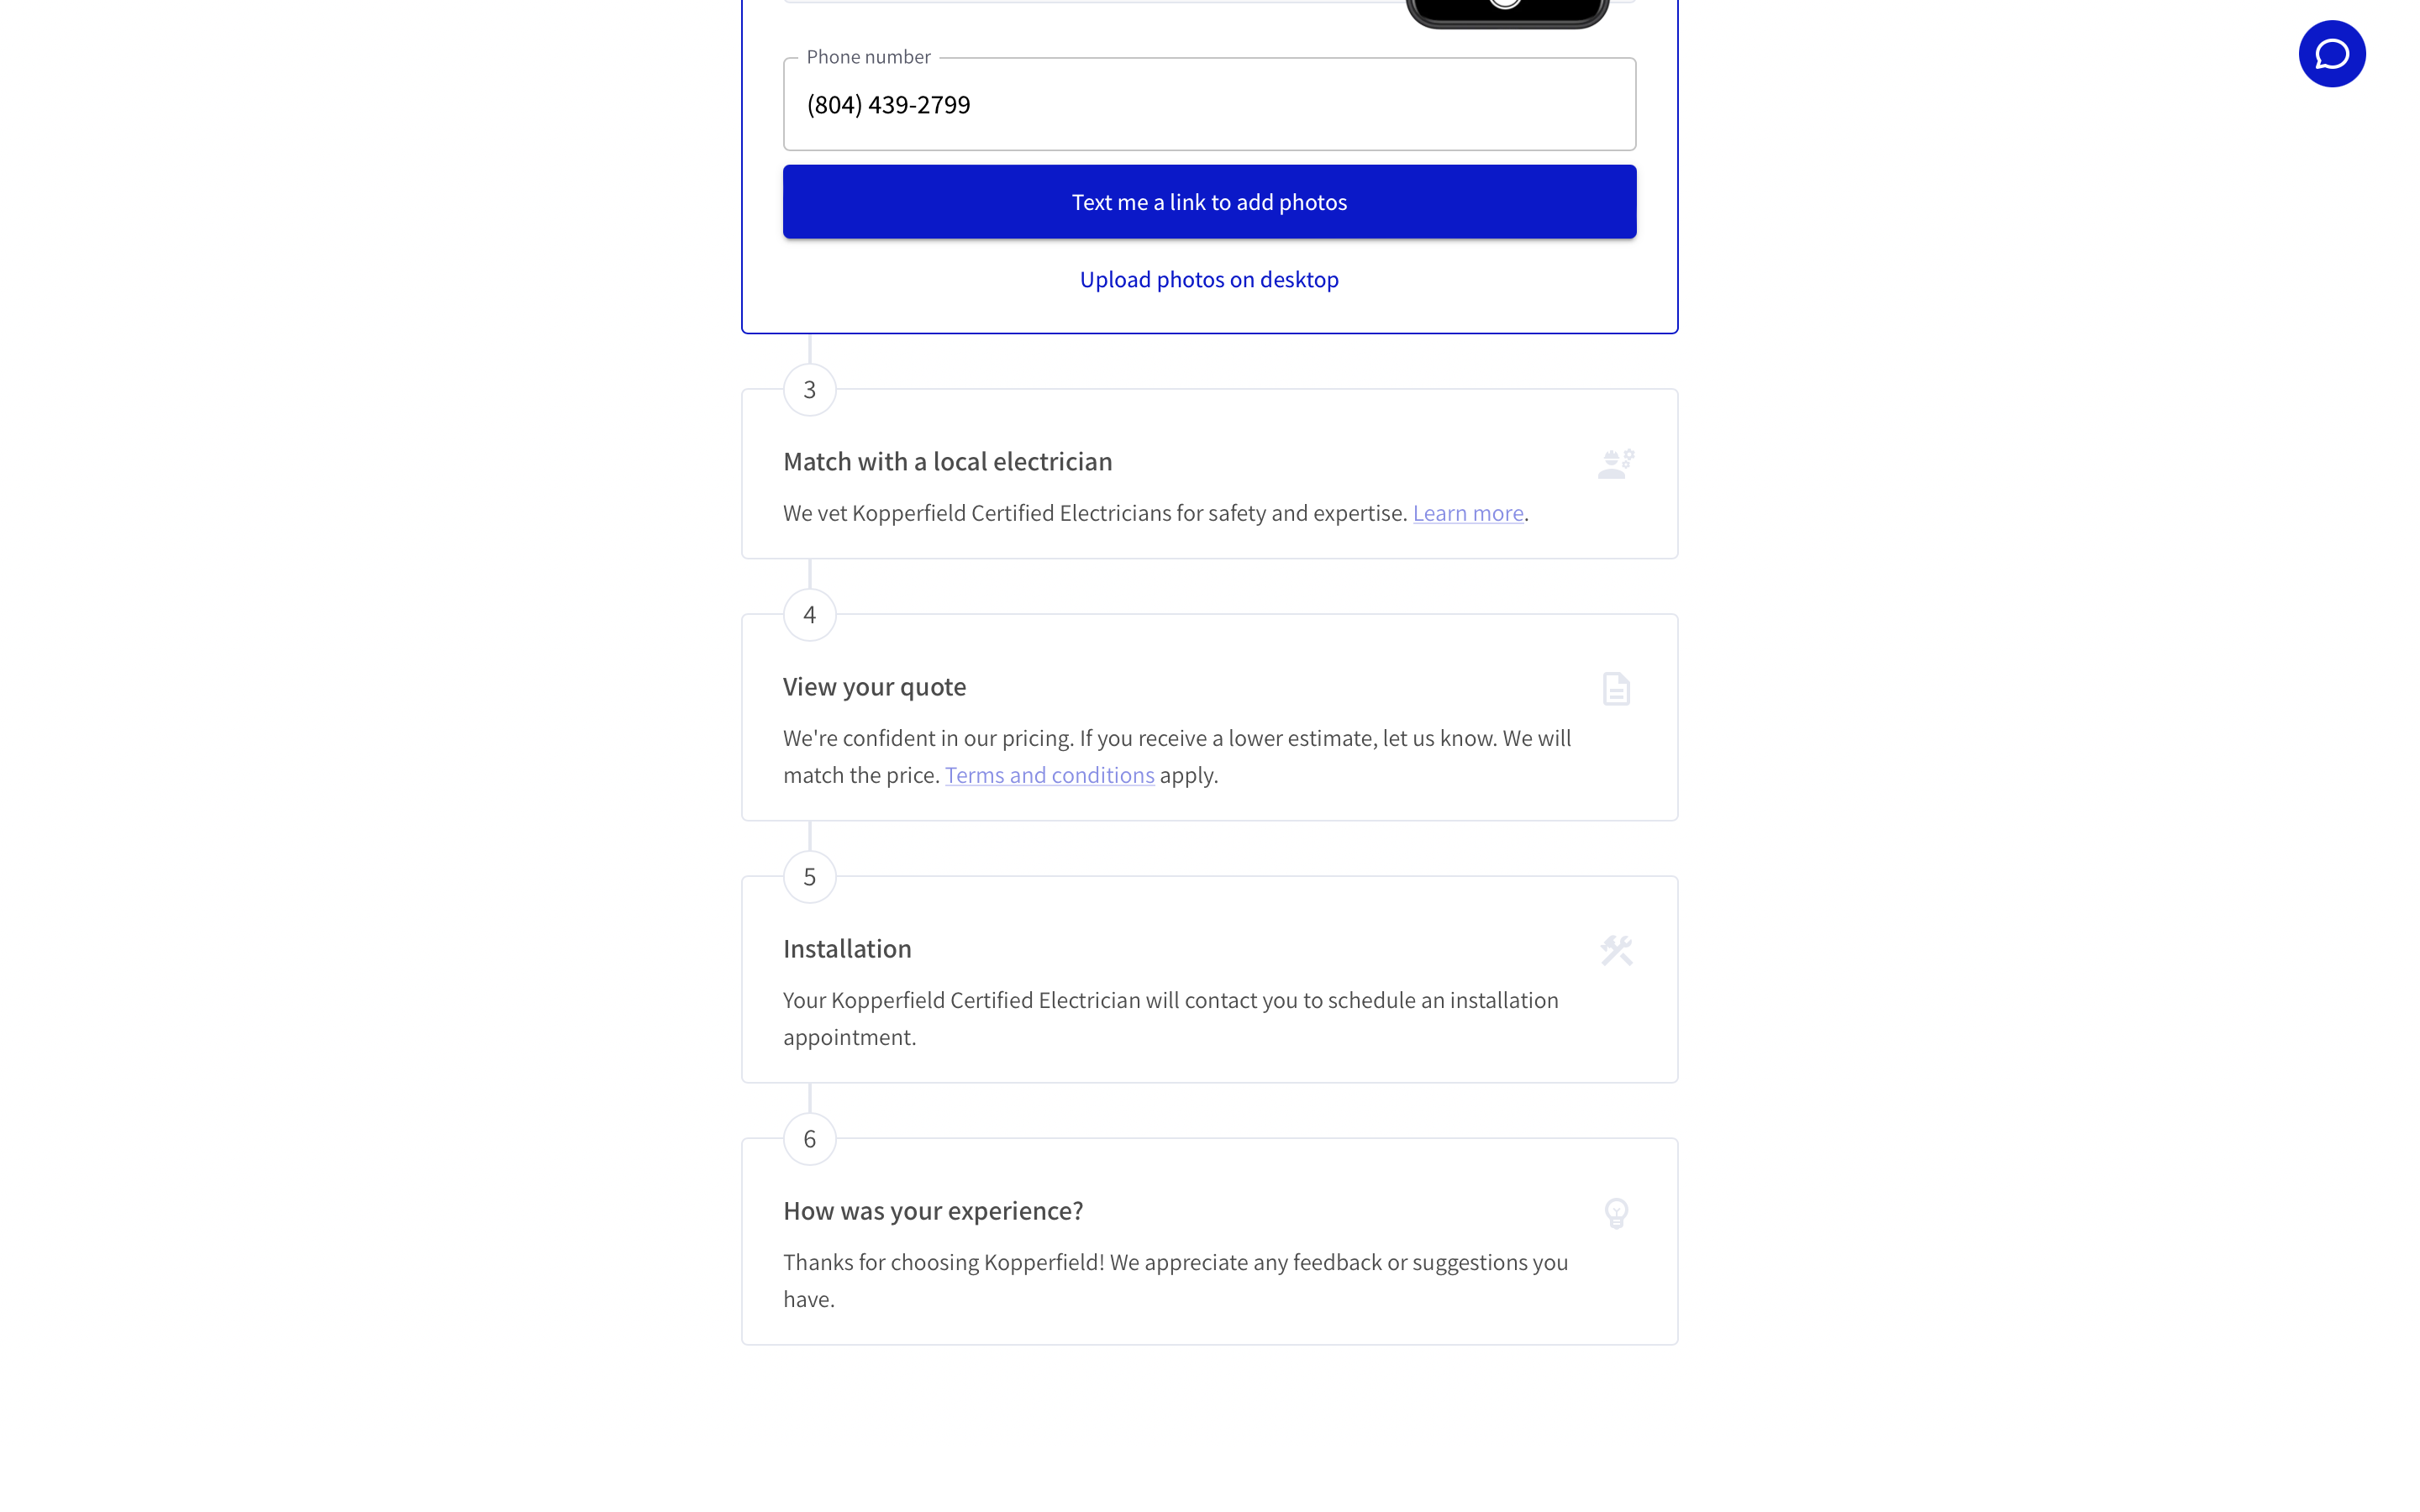 Phone number
(804) 439-2799
Text me a link to add photos
Upload photos on desktop
3
Match with a local electrician
We vet Kopperfield Certified Electricians for safety and expertise. Learn more.
4
View your quote
We're confident in our pricing. If you receive a lower estimate, let us know. We will
match the price. Terms and conditions apply.
5
Installation
Your Kopperfield Certified Electrician will contact you to schedule an installation
appointment.
6
How was your experience?
Thanks for choosing Kopperfield! We appreciate any feedback or suggestions you
have.